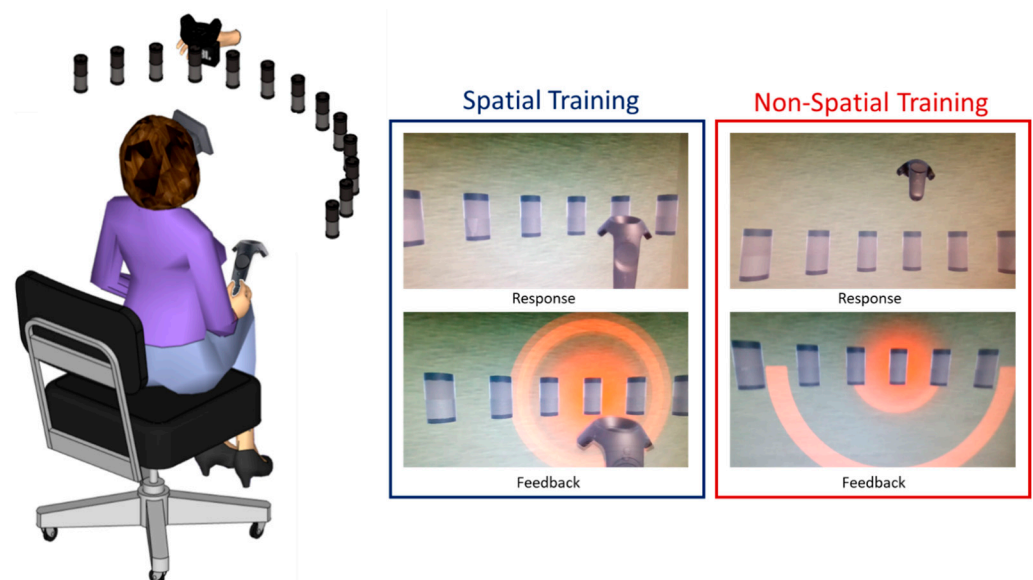 Spatial Training
Non-Spatial Training
Response
Response
Feedback
Feedback